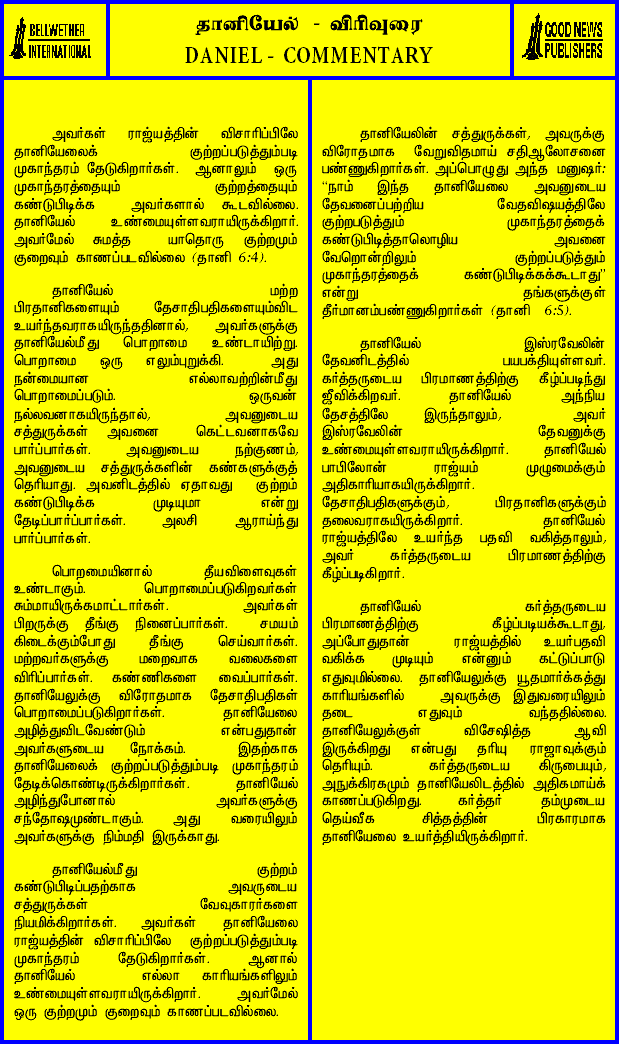 BELLWETHER
INTERNATIONAL
தானியேல் - விரிவுரை
DANIEL - COMMENTARY
GOOD NEWS
PUBLISHERS
அவர்கள் ராஜ்யத்தின் விசாரிப்பிலே
தானியேலைக் குற்றப்படுத்தும்படி
முகாந்தரம் தேடுகிறார்கள். ஆனாலும் ஒரு
முகாந்தரத்தையும் குற்றத்தையும்
கண்டுபிடிக்க அவர்களால் கூடவில்லை.
தானியேல் உண்மையுள்ளவராயிருக்கிறார்.
அவர்மேல் சுமத்த யாதொரு குற்றமும்
குறைவும் காணப்படவில்லை (தானி 6:4).
தானியேல் மற்ற
பிரதானிகளையும் தேசாதிபதிகளையும்விட
உயர்ந்தவராகயிருந்ததினால், அவர்களுக்கு
தானியேல்மீது பொறாமை உண்டாயிற்று.
பொறாமை ஒரு எலும்புறுக்கி. அது
நன்மையான எல்லாவற்றின்மீது
பொறாமைப்படும். ஒருவன்
நல்லவனாகயிருந்தால், அவனுடைய
சத்துருக்கள் அவனை கெட்டவனாகவே
பார்ப்பார்கள். அவனுடைய நற்குணம்,
அவனுடைய சத்துருக்களின் கண்களுக்குத்
தெரியாது. அவனிடத்தில் ஏதாவது குற்றம்
கண்டுபிடிக்க முடியுமா என்று
தேடிப்பார்ப்பார்கள். அலசி ஆராய்ந்து
பார்ப்பார்கள்.
பொறமையினால் தீயவிளைவுகள்
உண்டாகும். பொறாமைப்படுகிறவர்கள்
சும்மாயிருக்கமாட்டார்கள். அவர்கள்
பிறருக்கு தீங்கு நினைப்பார்கள். சமயம்
கிடைக்கும்போது தீங்கு செய்வார்கள்.
மற்றவர்களுக்கு மறைவாக வலைகளை
விரிப்பார்கள். கண்ணிகளை வைப்பார்கள்.
தானியேலுக்கு விரோதமாக தேசாதிபதிகள்
பொறாமைப்படுகிறார்கள். தானியேலை
அழித்துவிடவேண்டும் என்பதுதான்
அவர்களுடைய நோக்கம். இதற்காக
தானியேலைக் குற்றப்படுத்தும்படி முகாந்தரம்
தேடிக்கொண்டிருக்கிறார்கள். தானியேல்
அழிந்துபோனால் அவர்களுக்கு
சந்தோஷமுண்டாகும். அது வரையிலும்
அவர்களுக்கு நிம்மதி இருக்காது.
தானியேல்மீது குற்றம்
கண்டுபிடிப்பதற்காக அவருடைய
சத்துருக்கள் வேவுகாரர்களை
நியமிக்கிறார்கள். அவர்கள் தானியேலை
ராஜ்யத்தின் விசாரிப்பிலே குற்றப்படுத்தும்படி
முகாந்தரம் தேடுகிறார்கள். ஆனால்
தானியேல் எல்லா காரியங்களிலும்
உண்மையுள்ளவராயிருக்கிறார். அவர்மேல்
ஒரு குற்றமும் குறைவும் காணப்படவில்லை.
தானியேலின் சத்துருக்கள், அவருக்கு
விரோதமாக வேறுவிதமாய் சதிஆலோசனை
பண்ணுகிறார்கள். அப்பொழுது அந்த மனுஷர்:
"நாம் இந்த தானியேலை அவனுடைய
தேவனைப்பற்றிய வேதவிஷயத்திலே
குற்றபடுத்தும் முகாந்தரத்தைக்
கண்டுபிடித்தாலொழிய அவனை
வேறொன்றிலும் குற்றப்படுத்தும்
முகாந்தரத்தைக் கண்டுபிடிக்கக்கூடாது"
என்று தங்களுக்குள்
தீர்மானம்பண்ணுகிறார்கள் (தானி 6:5).
தானியேல் இஸ்ரவேலின்
தேவனிடத்தில் பயபக்தியுள்ளவர்.
கர்த்தருடைய பிரமாணத்திற்கு கீழ்ப்படிந்து
ஜீவிக்கிறவர். தானியேல் அந்நிய
தேசத்திலே இருந்தாலும், அவர்
இஸ்ரவேலின் தேவனுக்கு
உண்மையுள்ளவராயிருக்கிறார். தானியேல்
பாபிலோன் ராஜ்யம் முழுமைக்கும்
அதிகாரியாகயிருக்கிறார்.
தேசாதிபதிகளுக்கும், பிரதானிகளுக்கும்
தலைவராகயிருக்கிறார். தானியேல்
ராஜ்யத்திலே உயர்ந்த பதவி வகித்தாலும்,
அவர் கர்த்தருடைய பிரமாணத்திற்கு
கீழ்ப்படிகிறார்.
தானியேல் கர்த்தருடைய
பிரமாணத்திற்கு கீழ்ப்படியக்கூடாது,
அப்போதுதான் ராஜ்யத்தில் உயர்பதவி
வகிக்க முடியும் என்னும் கட்டுப்பாடு
எதுவுமில்லை. தானியேலுக்கு யூதமார்க்கத்து
காரியங்களில் அவருக்கு இதுவரையிலும்
தடை எதுவும் வந்ததில்லை.
தானியேலுக்குள் விசேஷித்த ஆவி
இருக்கிறது என்பது தரியு ராஜாவுக்கும்
தெரியும். கர்த்தருடைய கிருபையும்,
அநுக்கிரகமும் தானியேலிடத்தில் அதிகமாய்க்
காணப்படுகிறது. கர்த்தர் தம்முடைய
தெய்வீக சித்தத்தின் பிரகாரமாக
தானியேலை உயர்த்தியிருக்கிறார்.